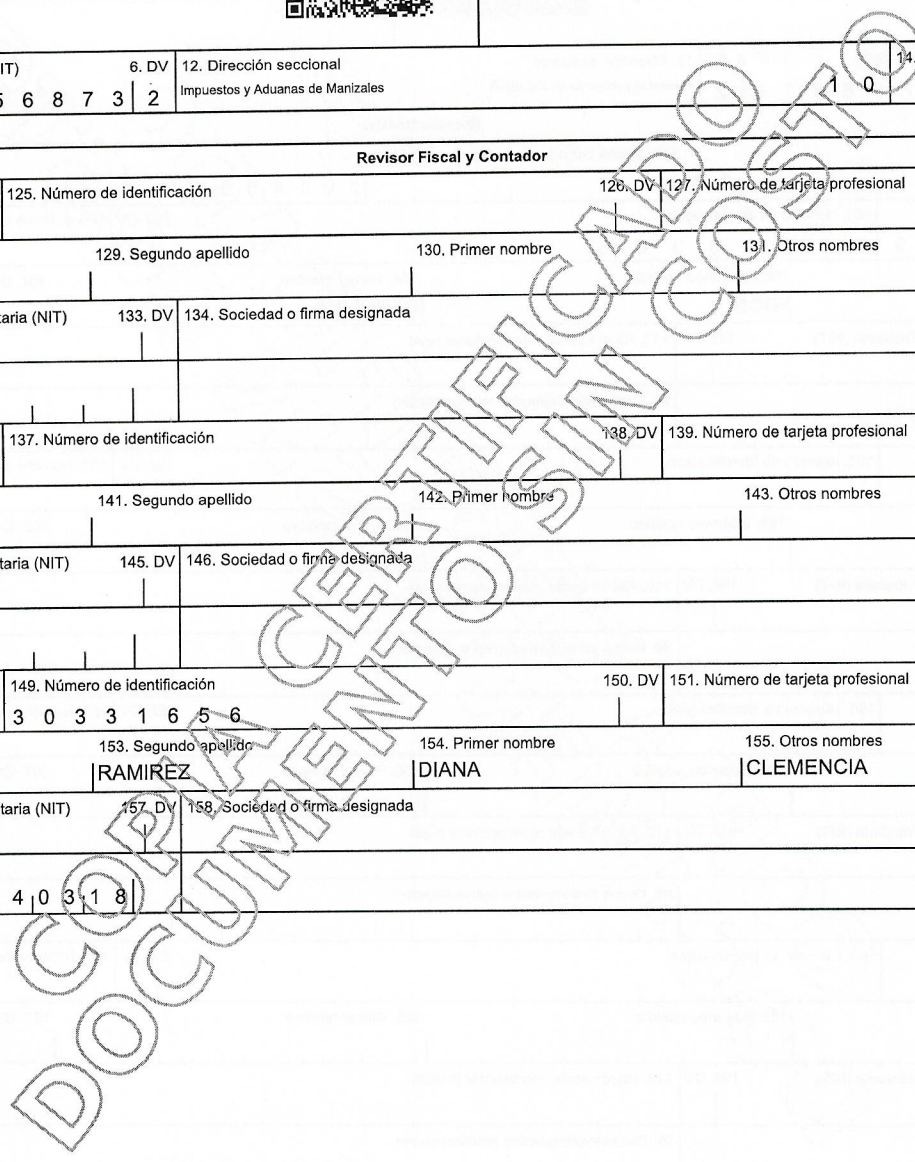 IT) 6. DV 12. Dirección seccional 14.
6 8 7 3 2 Impuestos y Aduanas de Manizales 1 0
Revisor Fiscal y Contador
125. Número de identificación 126. DV 127. Número de tarjeta profesional
129. Segundo apellido 130. Primer nombre 131. Otros nombres
taria (NIT) 133. DV 134. Sociedad o firma designada
137. Número de identificación 138. DV 139. Número de tarjeta profesional
141. Segundo apellido 142. Primer nombre 143. Otros nombres
taria (NIT) 145. DV 146. Sociedad o firma designada
149. Número de identificación 150. DV 151. Número de tarjeta profesional
3 0 3 3 1 6 5 6
153. Segundo apellido 154. Primer nombre 155. Otros nombres
RAMIREZ DIANA CLEMENCIA
taria (NIT) 157. DV 158. Sociedad o firma designada
4 0 3 1 8
COPIA CERTIFICADO
DOCUMENTO SIN COSTO